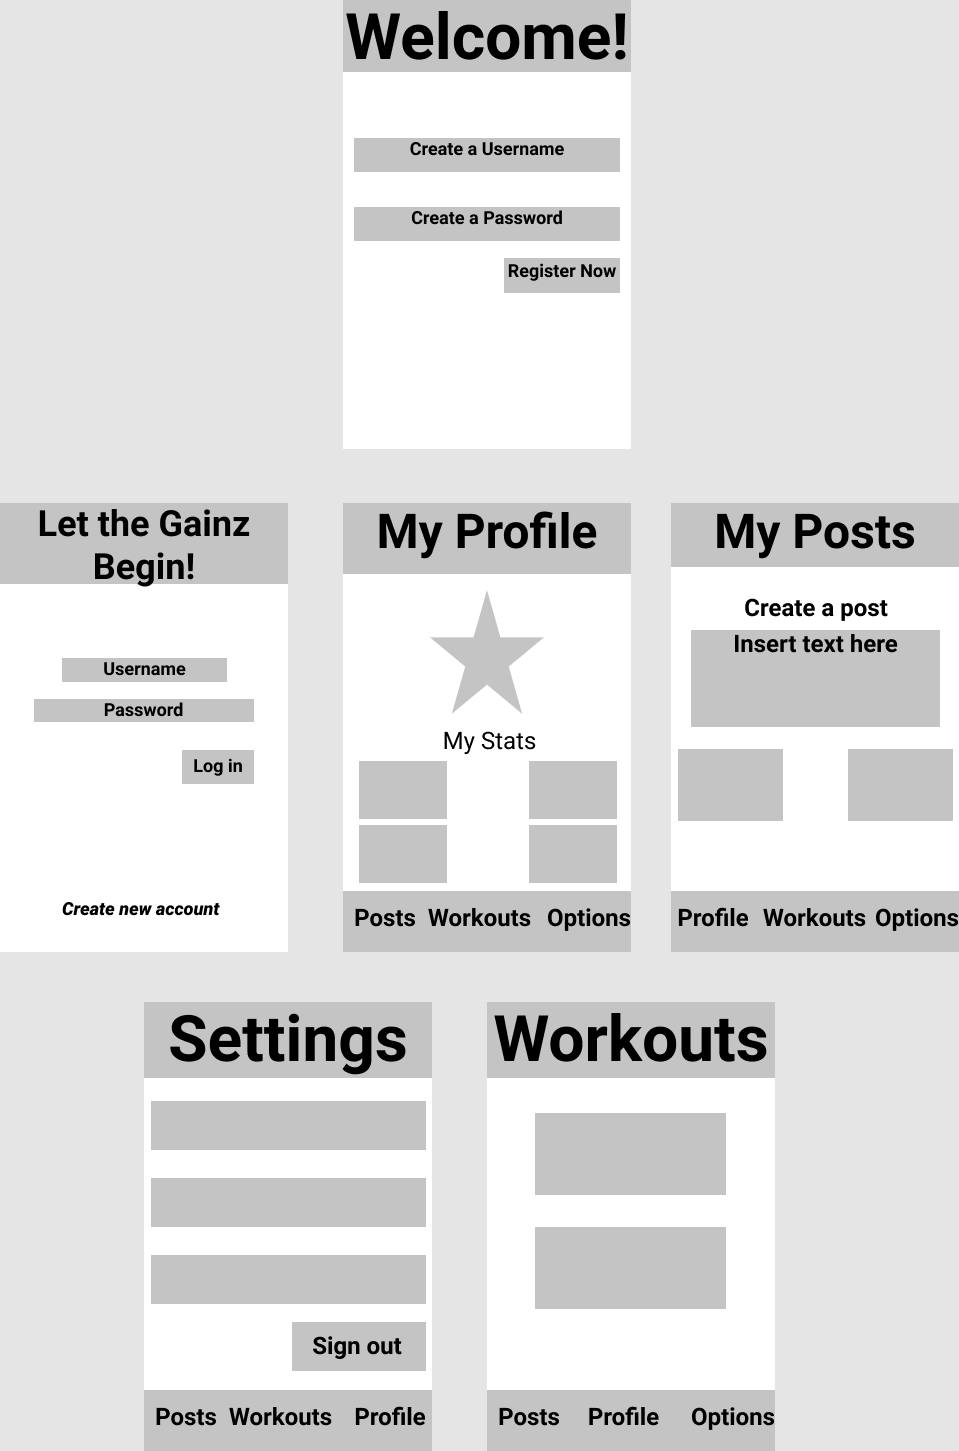 Welcome!
Create a Username
Create a Password
Register Now
Let the Gainz
Begin!
Username
Password
Log in
Create new account
My Profile
My Stats
Posts Workouts Options
My Posts
Create a post
Insert text here
Profile Workouts Options
Settings
Sign out
Posts Workouts Profile
Workouts
Posts Profile Options